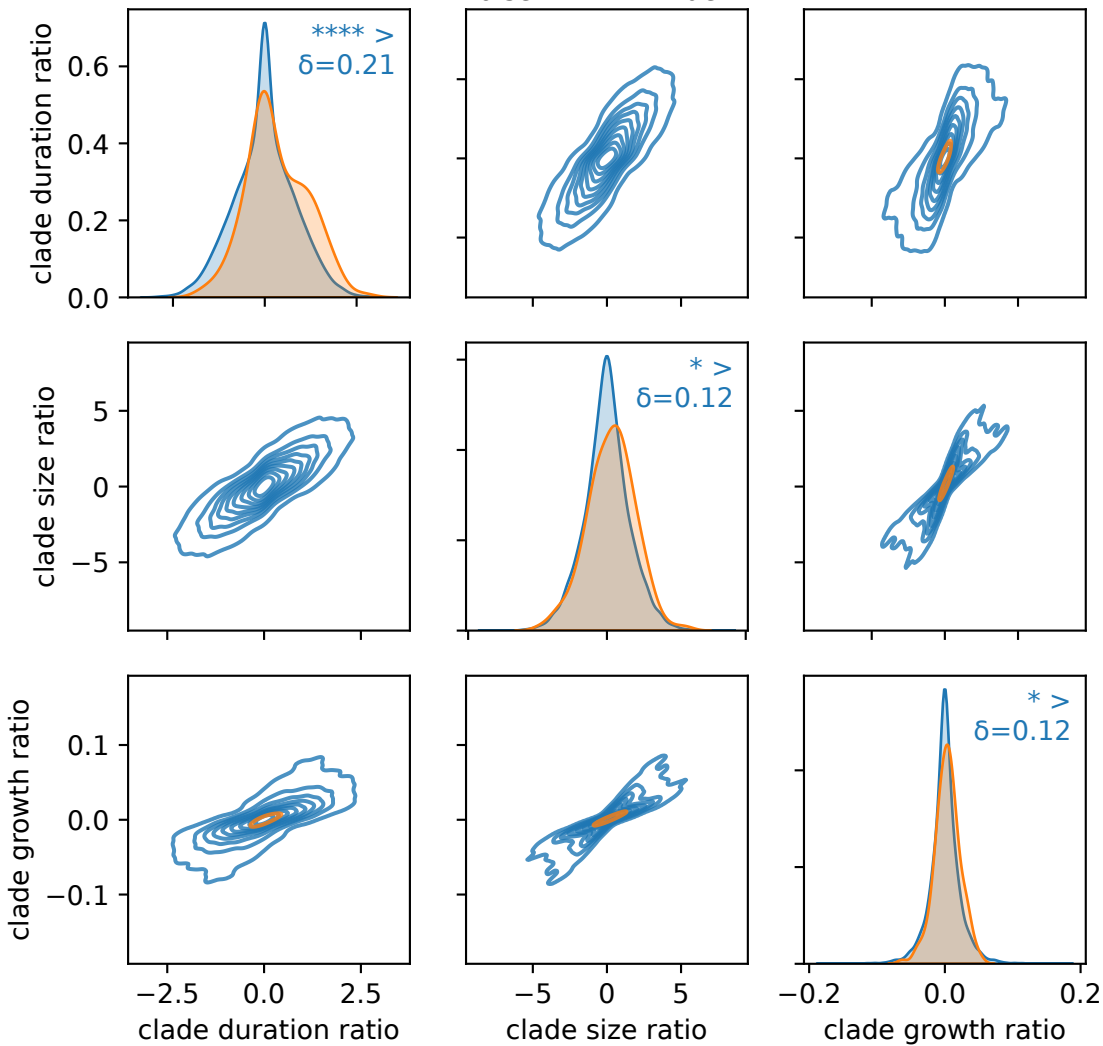 clade duration ratio
0.6
0.4
0.2
0.0
**** >
δ=0.21
clade size ratio
5
0
−5
* >
δ=0.12
clade growth ratio
0.1
0.0
−0.1
* >
δ=0.12
−2.5 0.0 2.5
−5 0 5
−0.2 0.0 0.2
clade duration ratio
clade size ratio
clade growth ratio